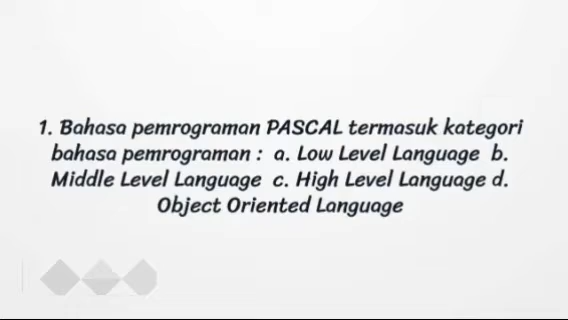 1. Bahasa pemrograman PASCAL termasuk kategori
bahasa pemrograman : a. Low Level Language b.
Middle Level Language c. High Level Language d.
Object Oriented Language